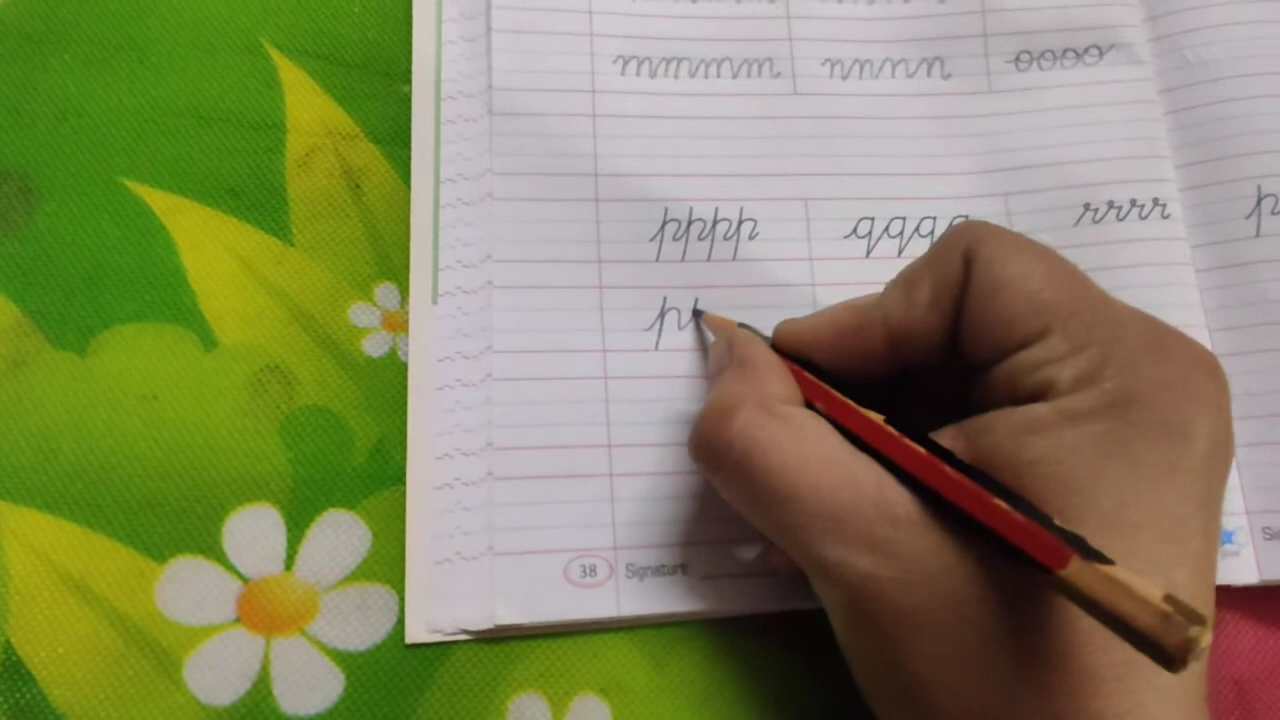 mmmm nnnn oooo
pppp qqqq rrrr p
p
38 Signature